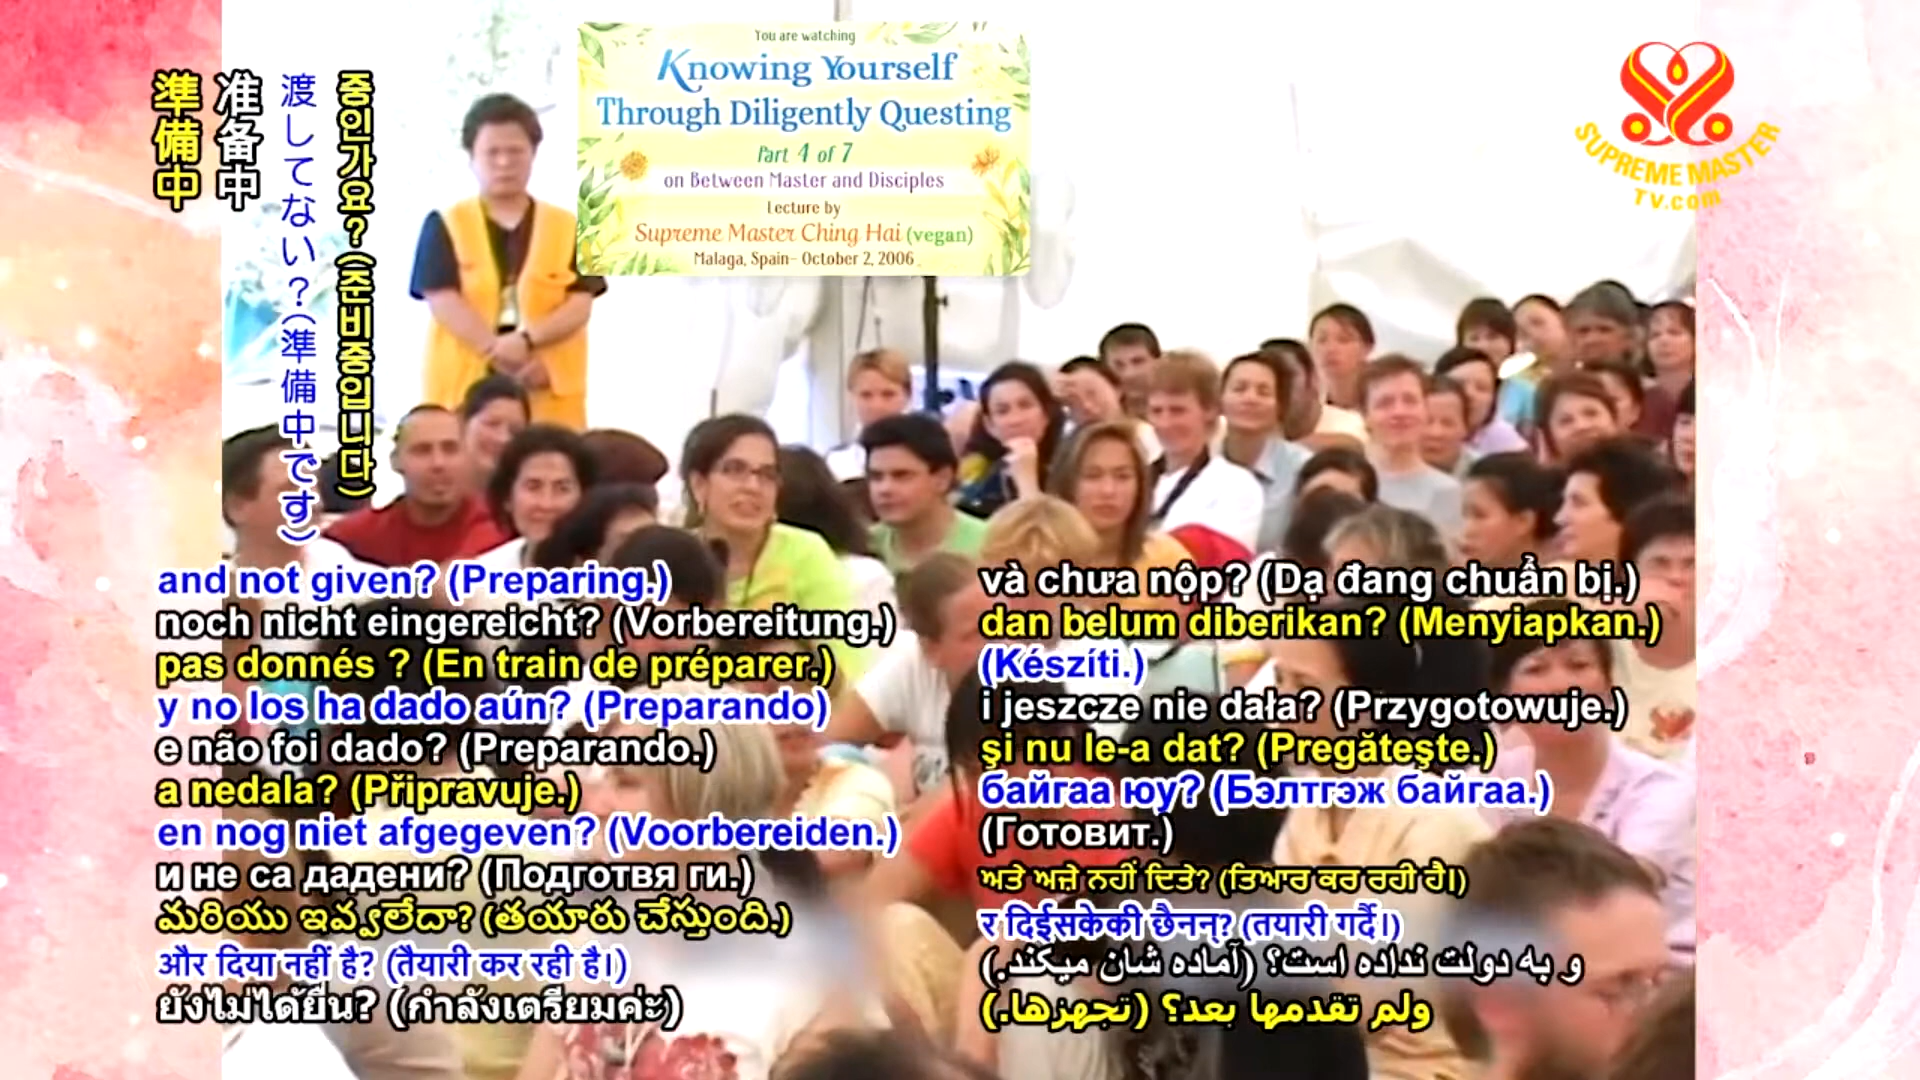 You are watching
Knowing Yourself
Through Diligently Questing
Part 4 of 7
on Between Master and Disciples
Lecture by
Supreme Master Ching Hai (vegan)
Malaga, Spain- October 2, 2006
SUPREME MASTER
TV.com
準備中
准备中
渡してない？（準備中です）
중인가요? (준비중입니다)
and not given? (Preparing.)
noch nicht eingereicht? (Vorbereitung.)
pas donnés ? (En train de préparer.)
y no los ha dado aún? (Preparando)
e não foi dado? (Preparando.)
a nedala? (Připravuje.)
en nog niet afgegeven? (Voorbereiden.)
и не са дадени? (Подготвя ги.)
మరియు ఇవ్వలేదా? (తయారు చేస్తుంది.)
और दिया नहीं है? (तैयारी कर रही है।)
ยังไม่ได้ยื่น? (กำลังเตรียมค่ะ)
và chưa nộp? (Dạ đang chuẩn bị.)
dan belum diberikan? (Menyiapkan.)
(Készíti.)
i jeszcze nie dała? (Przygotowuje.)
şi nu le-a dat? (Pregăteşte.)
байгаа юу? (Бэлтгэж байгаа.)
(Готовит.)
ਅਤੇ ਅਜ਼ੇ ਨਹੀਂ ਦਿਤੇ? (ਤਿਆਰ ਕਰ ਰਹੀ ਹੈ।)
र दिईसकेकी छैनन्? (तयारी गर्दै।)
و به دولت نداده است؟ (آماده شان میکند.)
ولم تقدمها بعد؟ (تجهزها.)